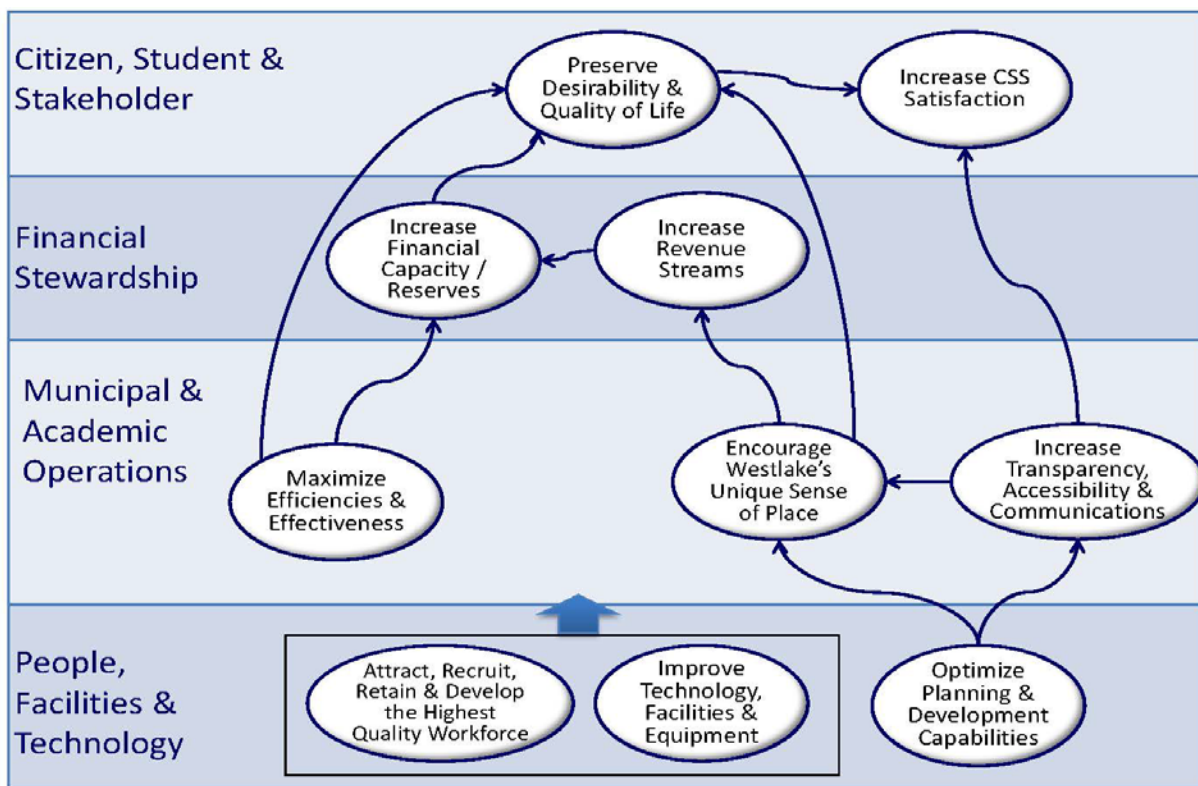 Citizen, Student &
Stakeholder
Preserve
Desirability &
Quality of Life
Increase CSS
Satisfaction
Financial
Stewardship
Increase
Financial
Capacity /
Reserves
Increase
Revenue
Streams
Municipal &
Academic
Operations
Maximize
Efficiencies &
Effectiveness
Encourage
Westlake's
Unique Sense
of Place
Increase
Transparency,
Accessibility &
Communications
People,
Facilities &
Technology
Attract, Recruit,
Retain & Develop
the Highest
Quality Workforce
Improve
Technology,
Facilities &
Equipment
Optimize
Planning &
Development
Capabilities